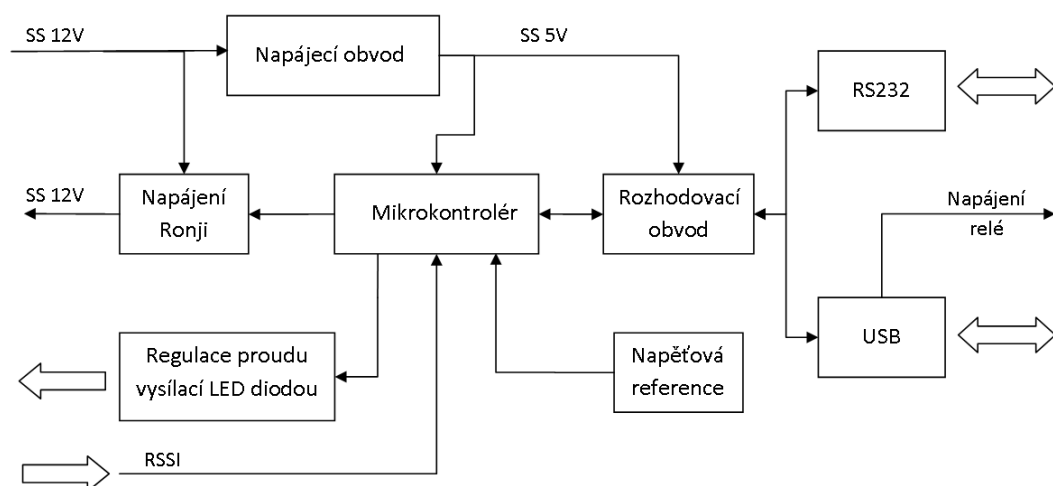 SS 12V
Napájecí obvod
SS 5V
RS232
SS 12V
Napájení
Ronji
Mikrokontrolér
Rozhodovací
obvod
Napájení
relé
USB
Regulace proudu
vysílací LED diodou
Napěťová
reference
RSSI